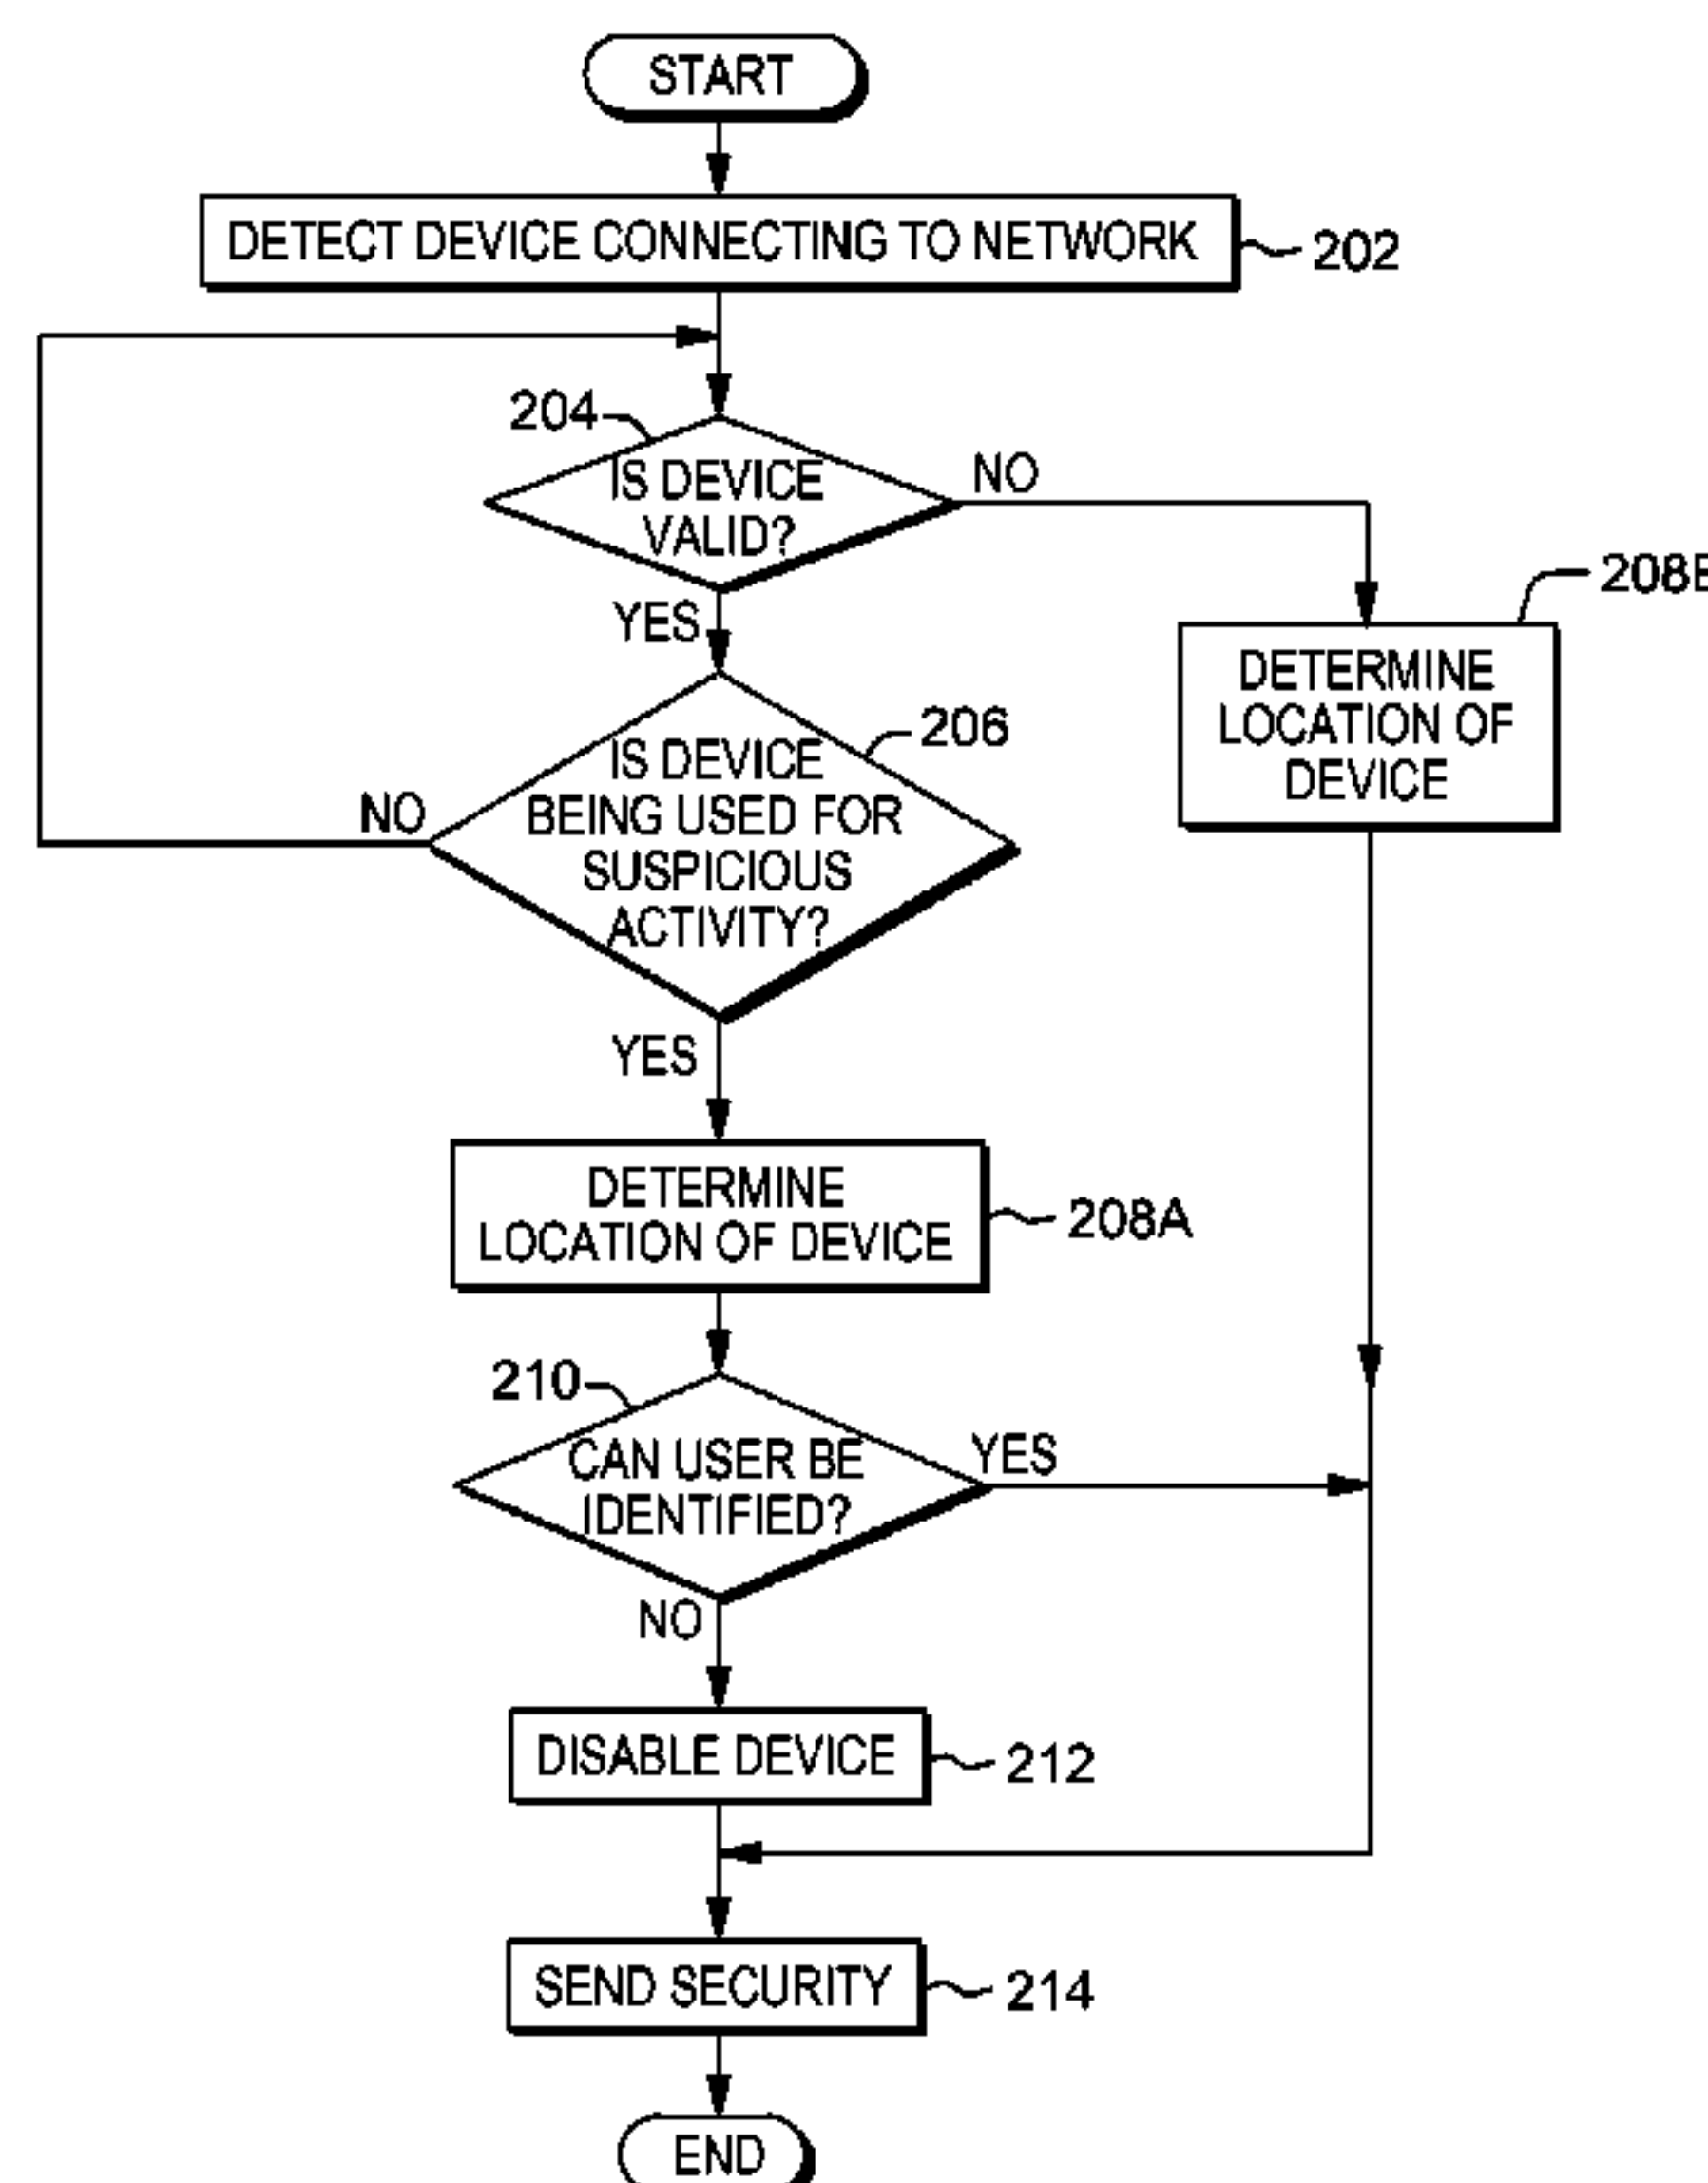 START
DETECT DEVICE CONNECTING TO NETWORK
202
204
IS DEVICE
VALID?
NO
YES
208B
DETERMINE
LOCATION OF
DEVICE
206
IS DEVICE
BEING USED FOR
SUSPICIOUS
ACTIVITY?
NO
YES
DETERMINE
LOCATION OF DEVICE
208A
210
CAN USER BE
IDENTIFIED?
YES
NO
DISABLE DEVICE
212
SEND SECURITY
214
END